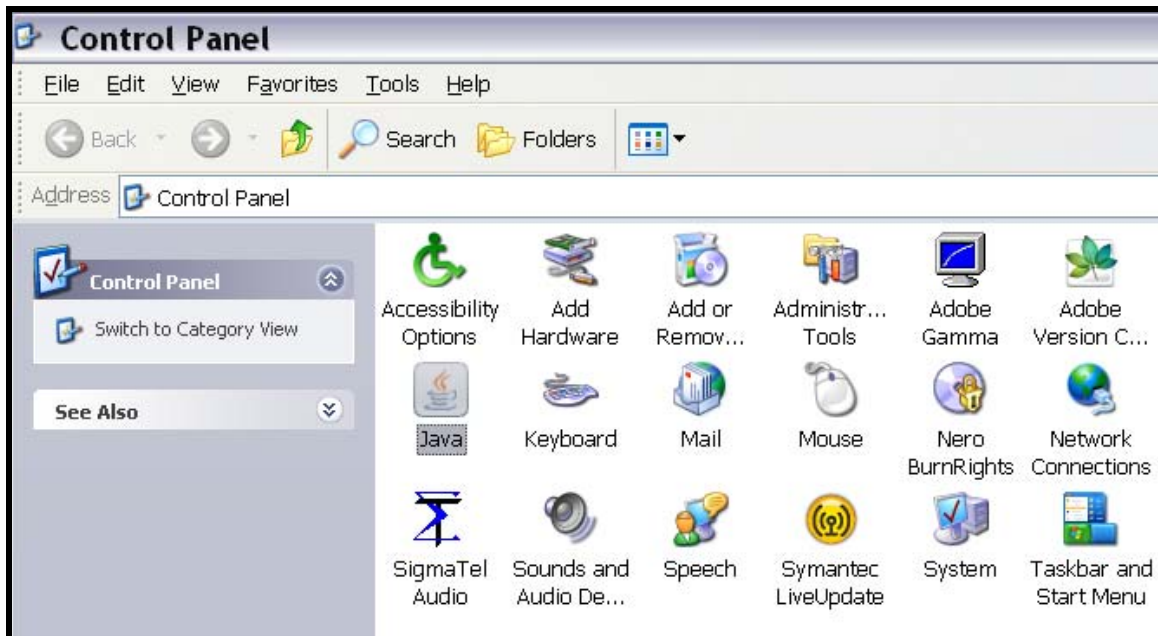 Control Panel
File Edit View Favorites Tools Help
Back Search Folders
Address Control Panel
Control Panel
Switch to Category View
See Also
Accessibility Options
Add Hardware
Add or Remov...
Administr... Tools
Adobe Gamma
Adobe Version C...
Java
Keyboard
Mail
Mouse
Nero BurnRights
Network Connections
SigmaTel Audio
Sounds and Audio De...
Speech
Symantec LiveUpdate
System
Taskbar and Start Menu